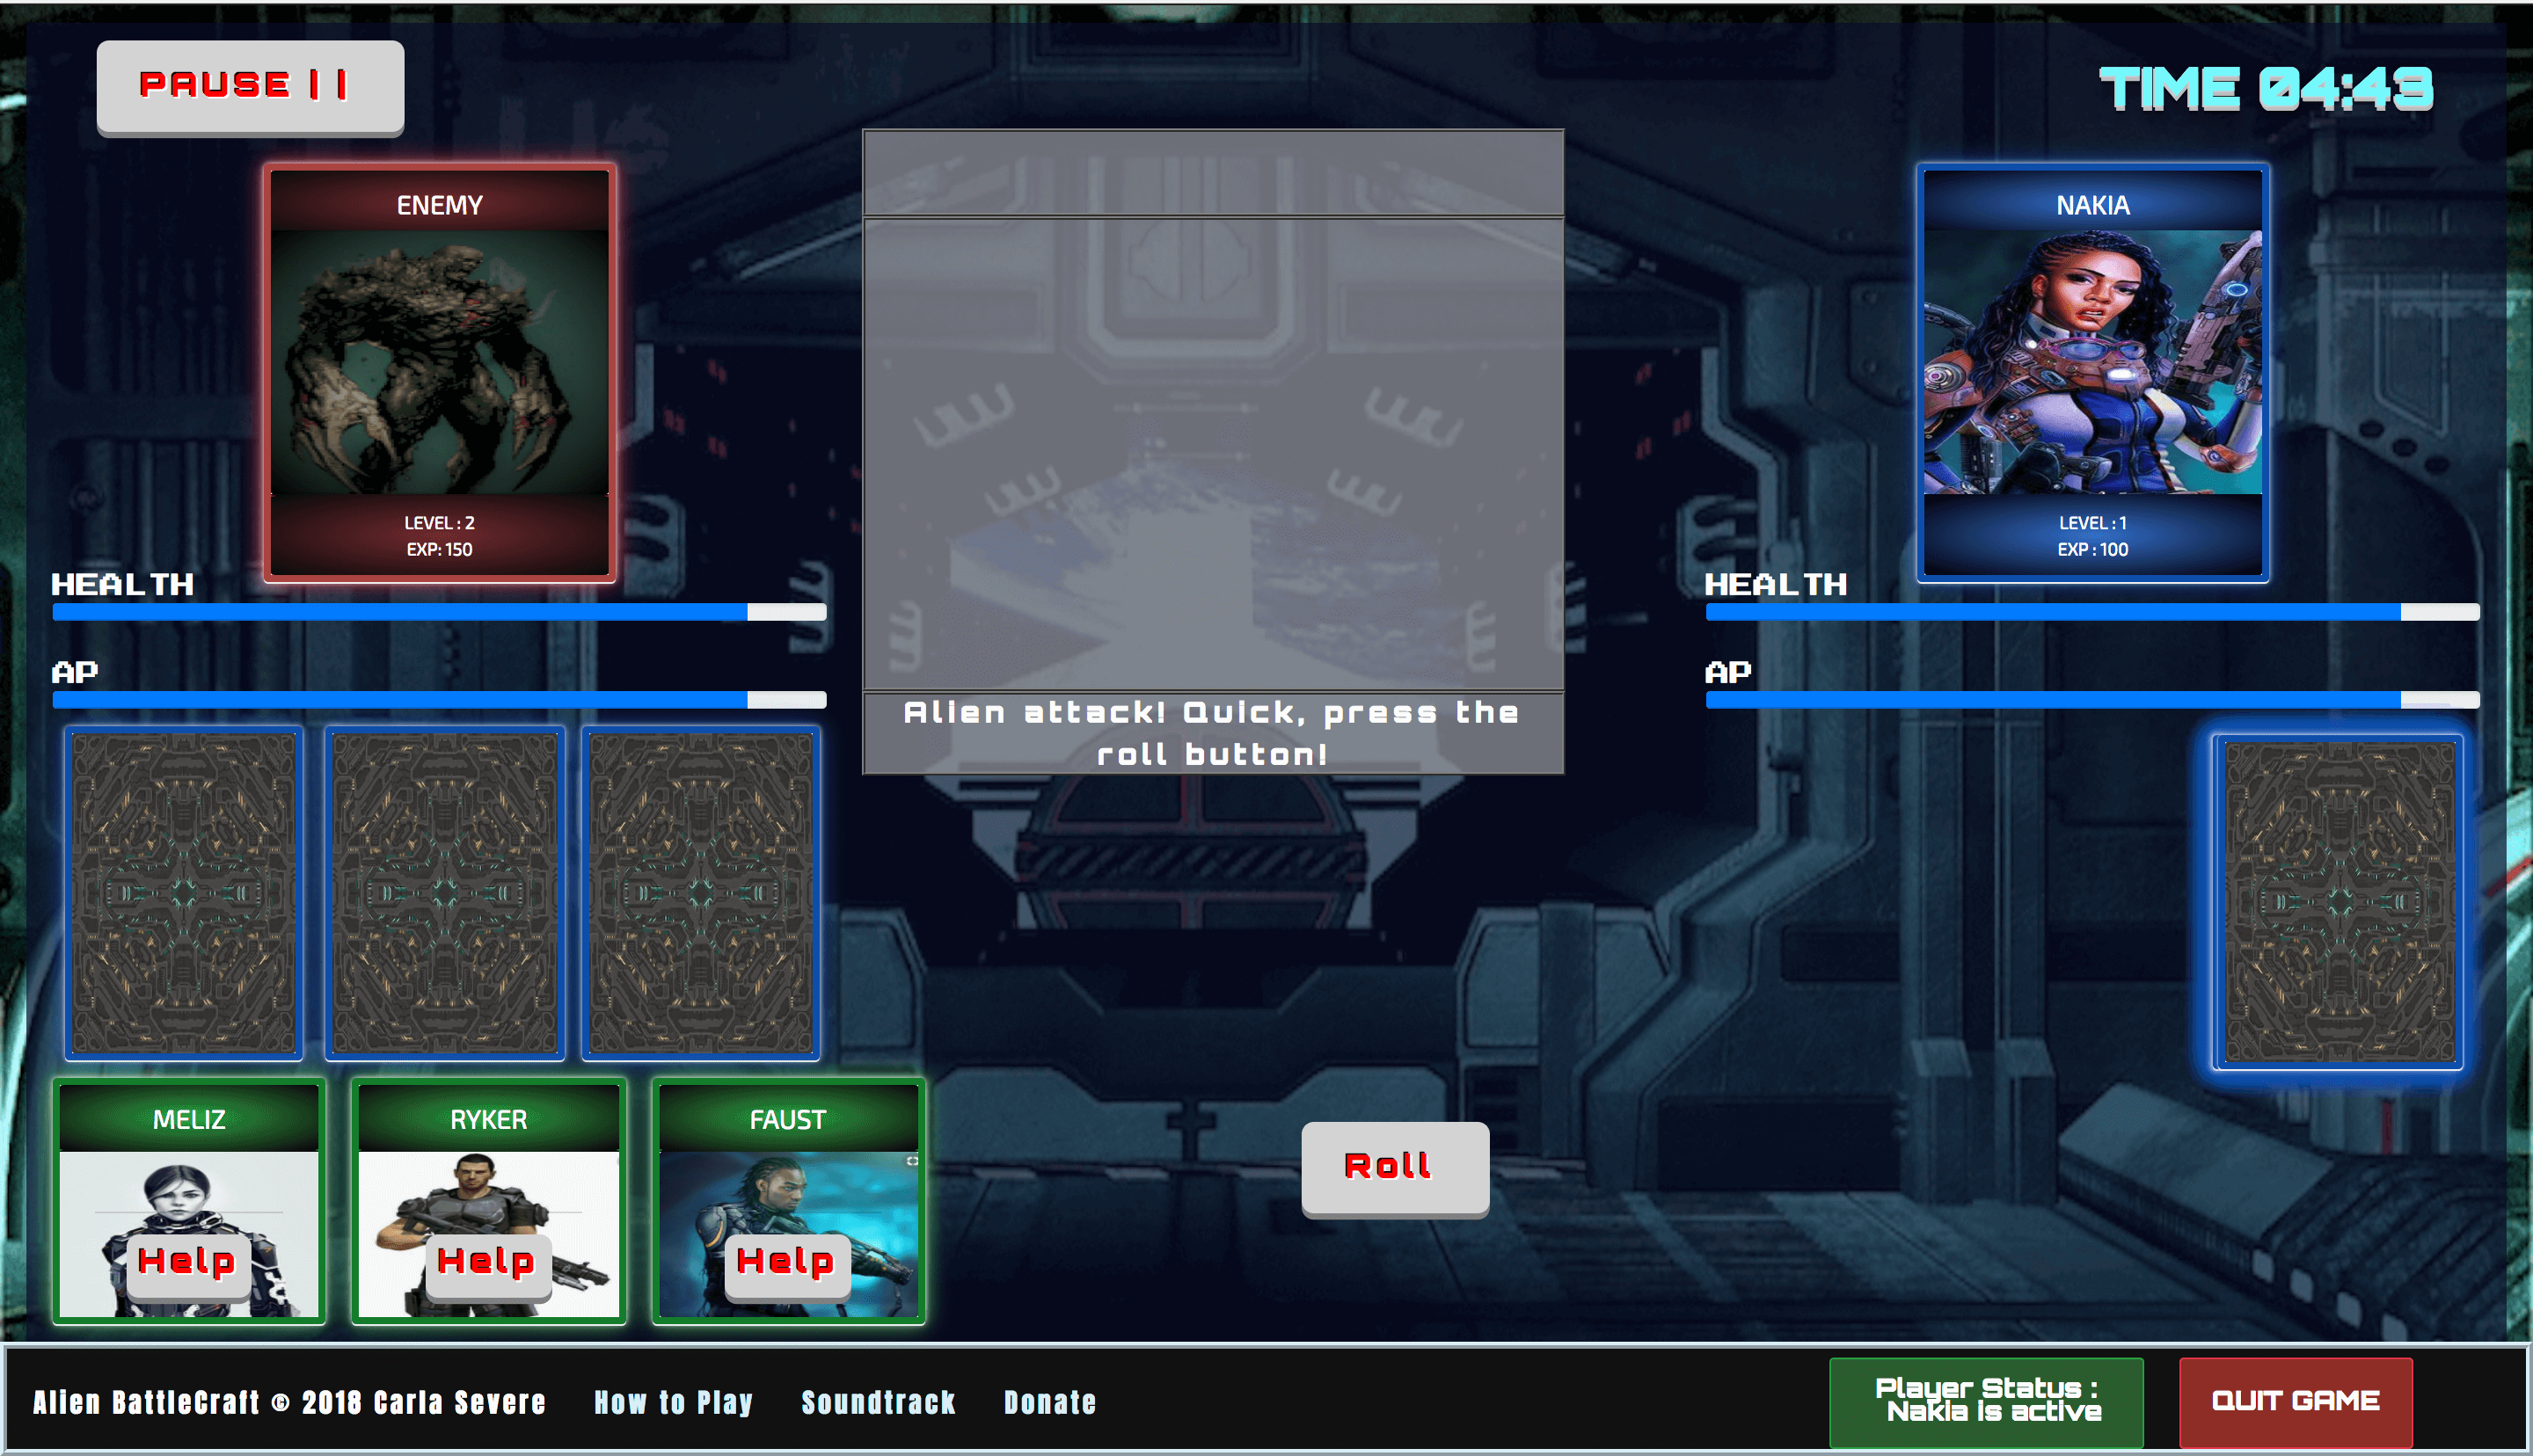 PAUSE ||
TIME 04:43
ENEMY
LEVEL : 2
EXP: 150
NAKIA
LEVEL : 1
EXP : 100
HEALTH
AP
HEALTH
AP
Alien attack! Quick, press the
roll button!
MELIZ
Help
RYKER
Help
FAUST
Help
Roll
Alien BattleCraft © 2018 Carla Severe
How to Play
Soundtrack
Donate
Player Status :
Nakia is active
QUIT GAME